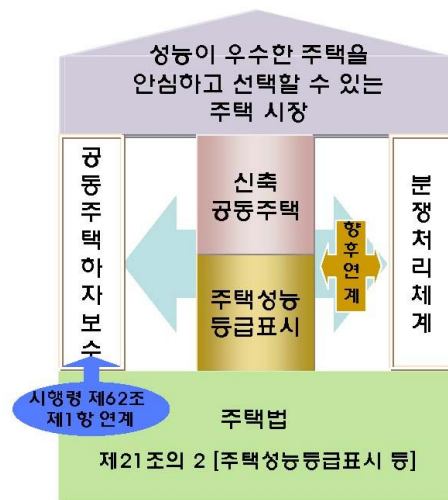 성능이 우수한 주택을
안심하고 선택할 수 있는
주택 시장
공동주택하자보수
신축
공동주택
향후연계
분쟁처리체계
주택성능
등급표시
시행령 제62조
제1항 연계
주택법
제21조의 2 [주택성능등급표시 등]